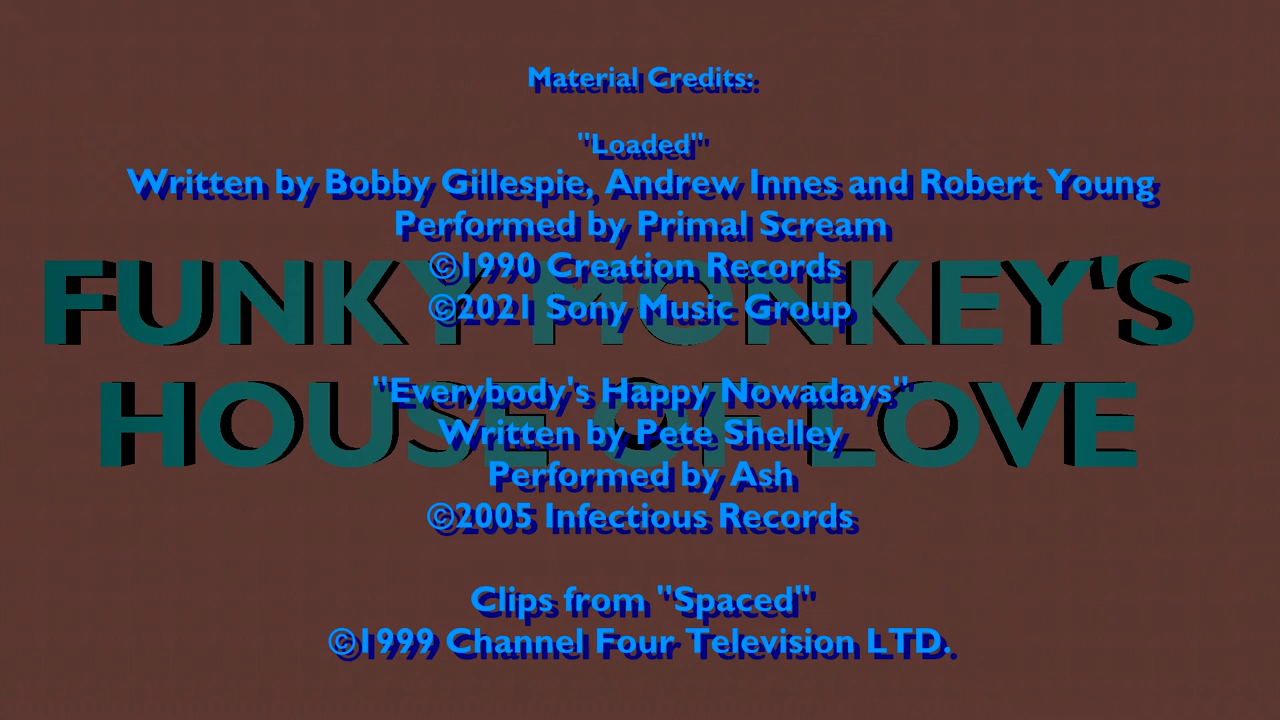 Material Credits:
"Loaded"
Written by Bobby Gillespie, Andrew Innes and Robert Young
Performed by Primal Scream
©1990 Creation Records
©2021 Sony Music Group
FUNKY MONKEY'S
HOUSE OF LOVE
"Everybody's Happy Nowadays"
Written by Pete Shelley
Performed by Ash
©2005 Infectious Records
Clips from "Spaced"
©1999 Channel Four Television LTD.